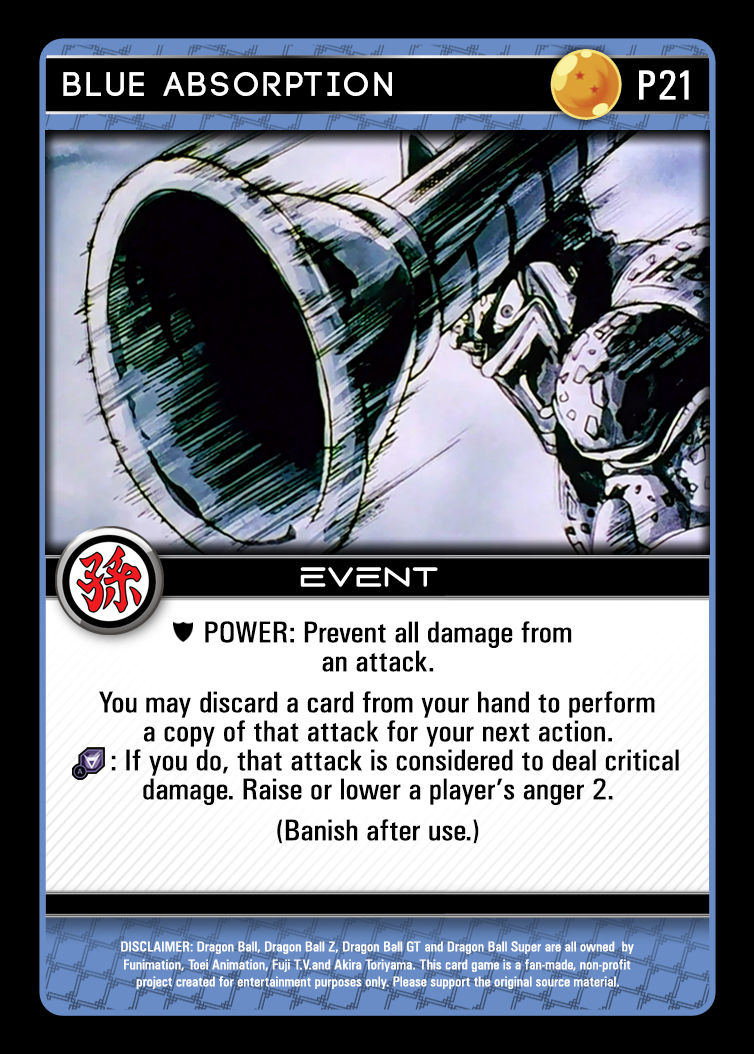 BLUE ABSORPTION
P21
孫
EVENT
POWER: Prevent all damage from
an attack.
You may discard a card from your hand to perform
a copy of that attack for your next action.
A : If you do, that attack is considered to deal critical
damage. Raise or lower a player's anger 2.
(Banish after use.)
DISCLAIMER: Dragon Ball, Dragon Ball Z, Dragon Ball GT and Dragon Ball Super are all owned by
Funimation, Toei Animation, Fuji T.V.and Akira Toriyama. This card game is a fan-made, non-profit
project created for entertainment purposes only. Please support the original source material.